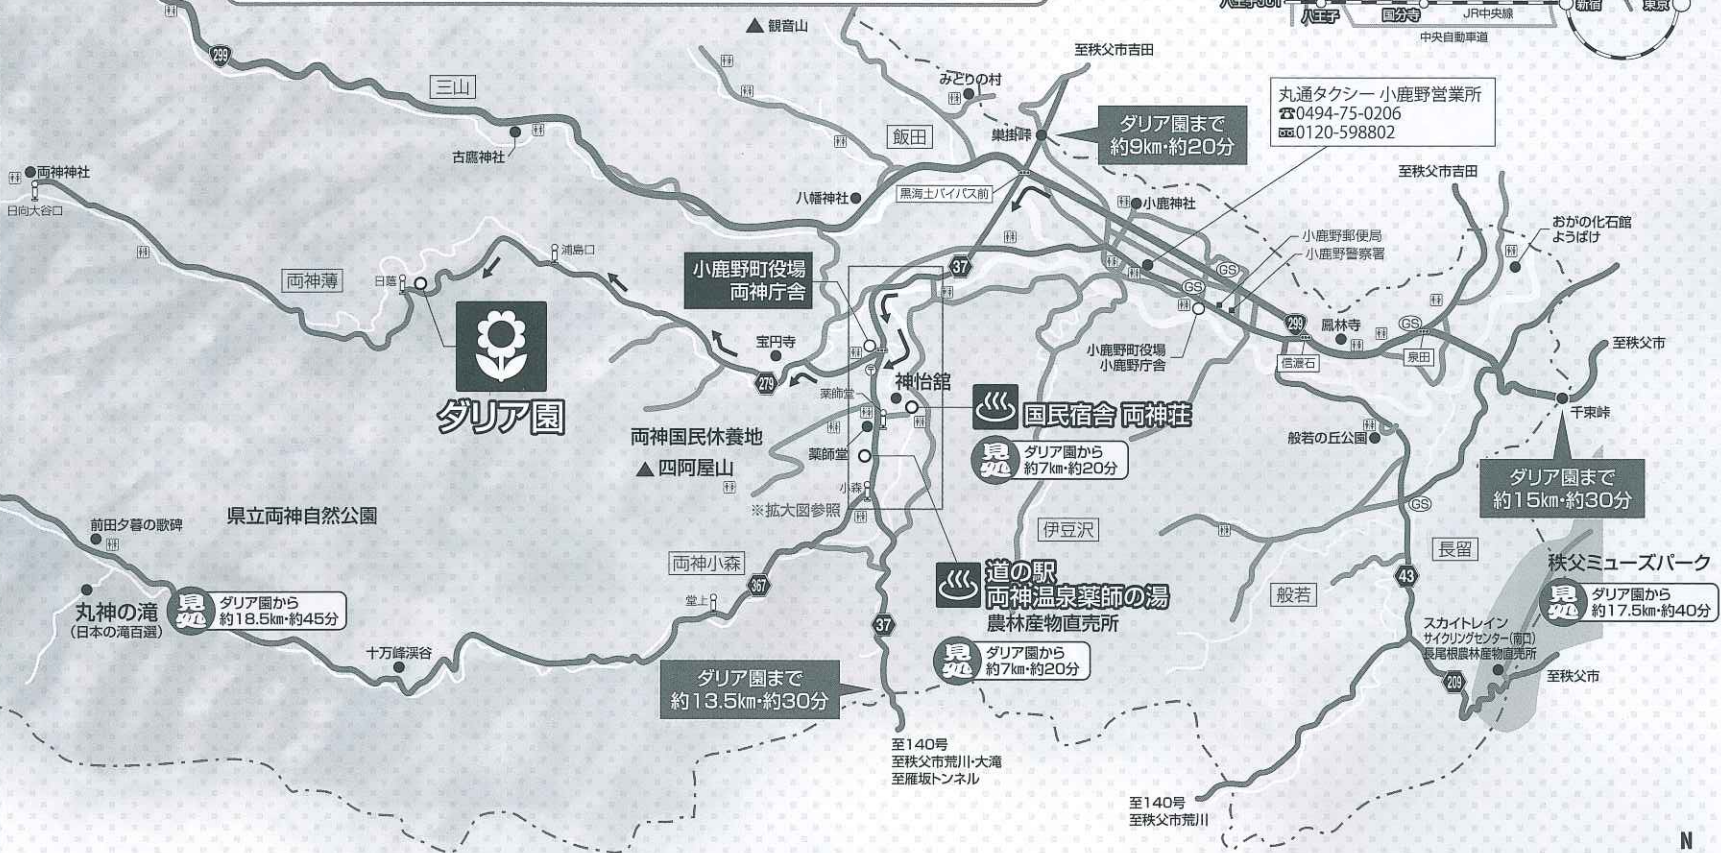 八王子JCT
八王子
国分寺
JR中央線
新宿
東京
中央自動車道
299
▲ 観音山
至秩父市吉田
三山
みどりの村
丸通タクシー 小鹿野営業所
☎0494-75-0206
0120-598802
飯田
巣掛峠
ダリア園まで
約9km・約20分
古鷹神社
両神神社
日向大谷口
八幡神社
黒海土バイパス前
小鹿神社
至秩父市吉田
おがの化石館
ようばけ
小鹿野郵便局
小鹿野警察署
浦島口
両神薄
日蔭
小鹿野町役場
両神庁舎
37
GS
GS
299
鳳林寺
GS
信濃石
泉田
至秩父市
宝円寺
279
小鹿野町役場
小鹿野庁舎
ダリア園
神怡舘
薬師堂
国民宿舎 両神荘
見処
ダリア園から
約7km・約20分
千束峠
般若の丘公園
両神国民休養地
▲ 四阿屋山
薬師堂
小森
※拡大図参照
ダリア園まで
約15km・約30分
GS
県立両神自然公園
前田夕暮の歌碑
伊豆沢
長留
両神小森
367
堂上
道の駅
両神温泉薬師の湯
農林産物直売所
見処
ダリア園から
約7km・約20分
般若
43
秩父ミューズパーク
見処
ダリア園から
約17.5km・約40分
丸神の滝
(日本の滝百選)
見処
ダリア園から
約18.5km・約45分
十万峰渓谷
37
スカイトレイン
サイクリングセンター(南口)
長尾根農林産物直売所
209
至秩父市
ダリア園まで
約13.5km・約30分
至140号
至秩父市荒川・大滝
至雁坂トンネル
至140号
至秩父市荒川
N